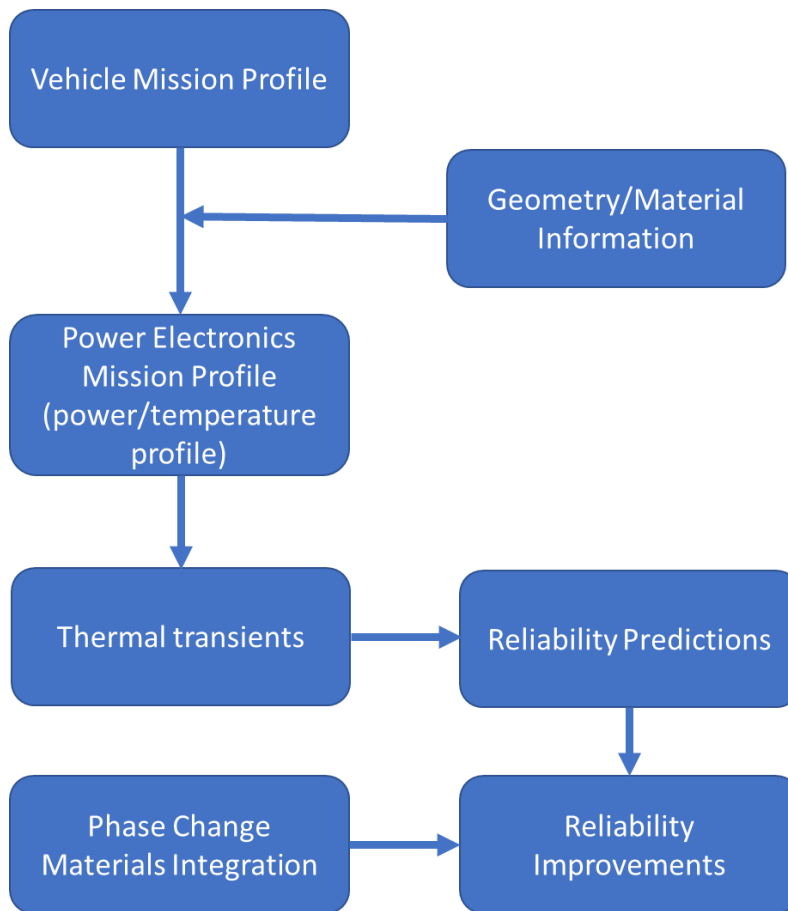 Vehicle Mission Profile
Geometry/Material
Information
Power Electronics
Mission Profile
(power/temperature
profile)
Thermal transients
Reliability Predictions
Phase Change
Materials Integration
Reliability
Improvements